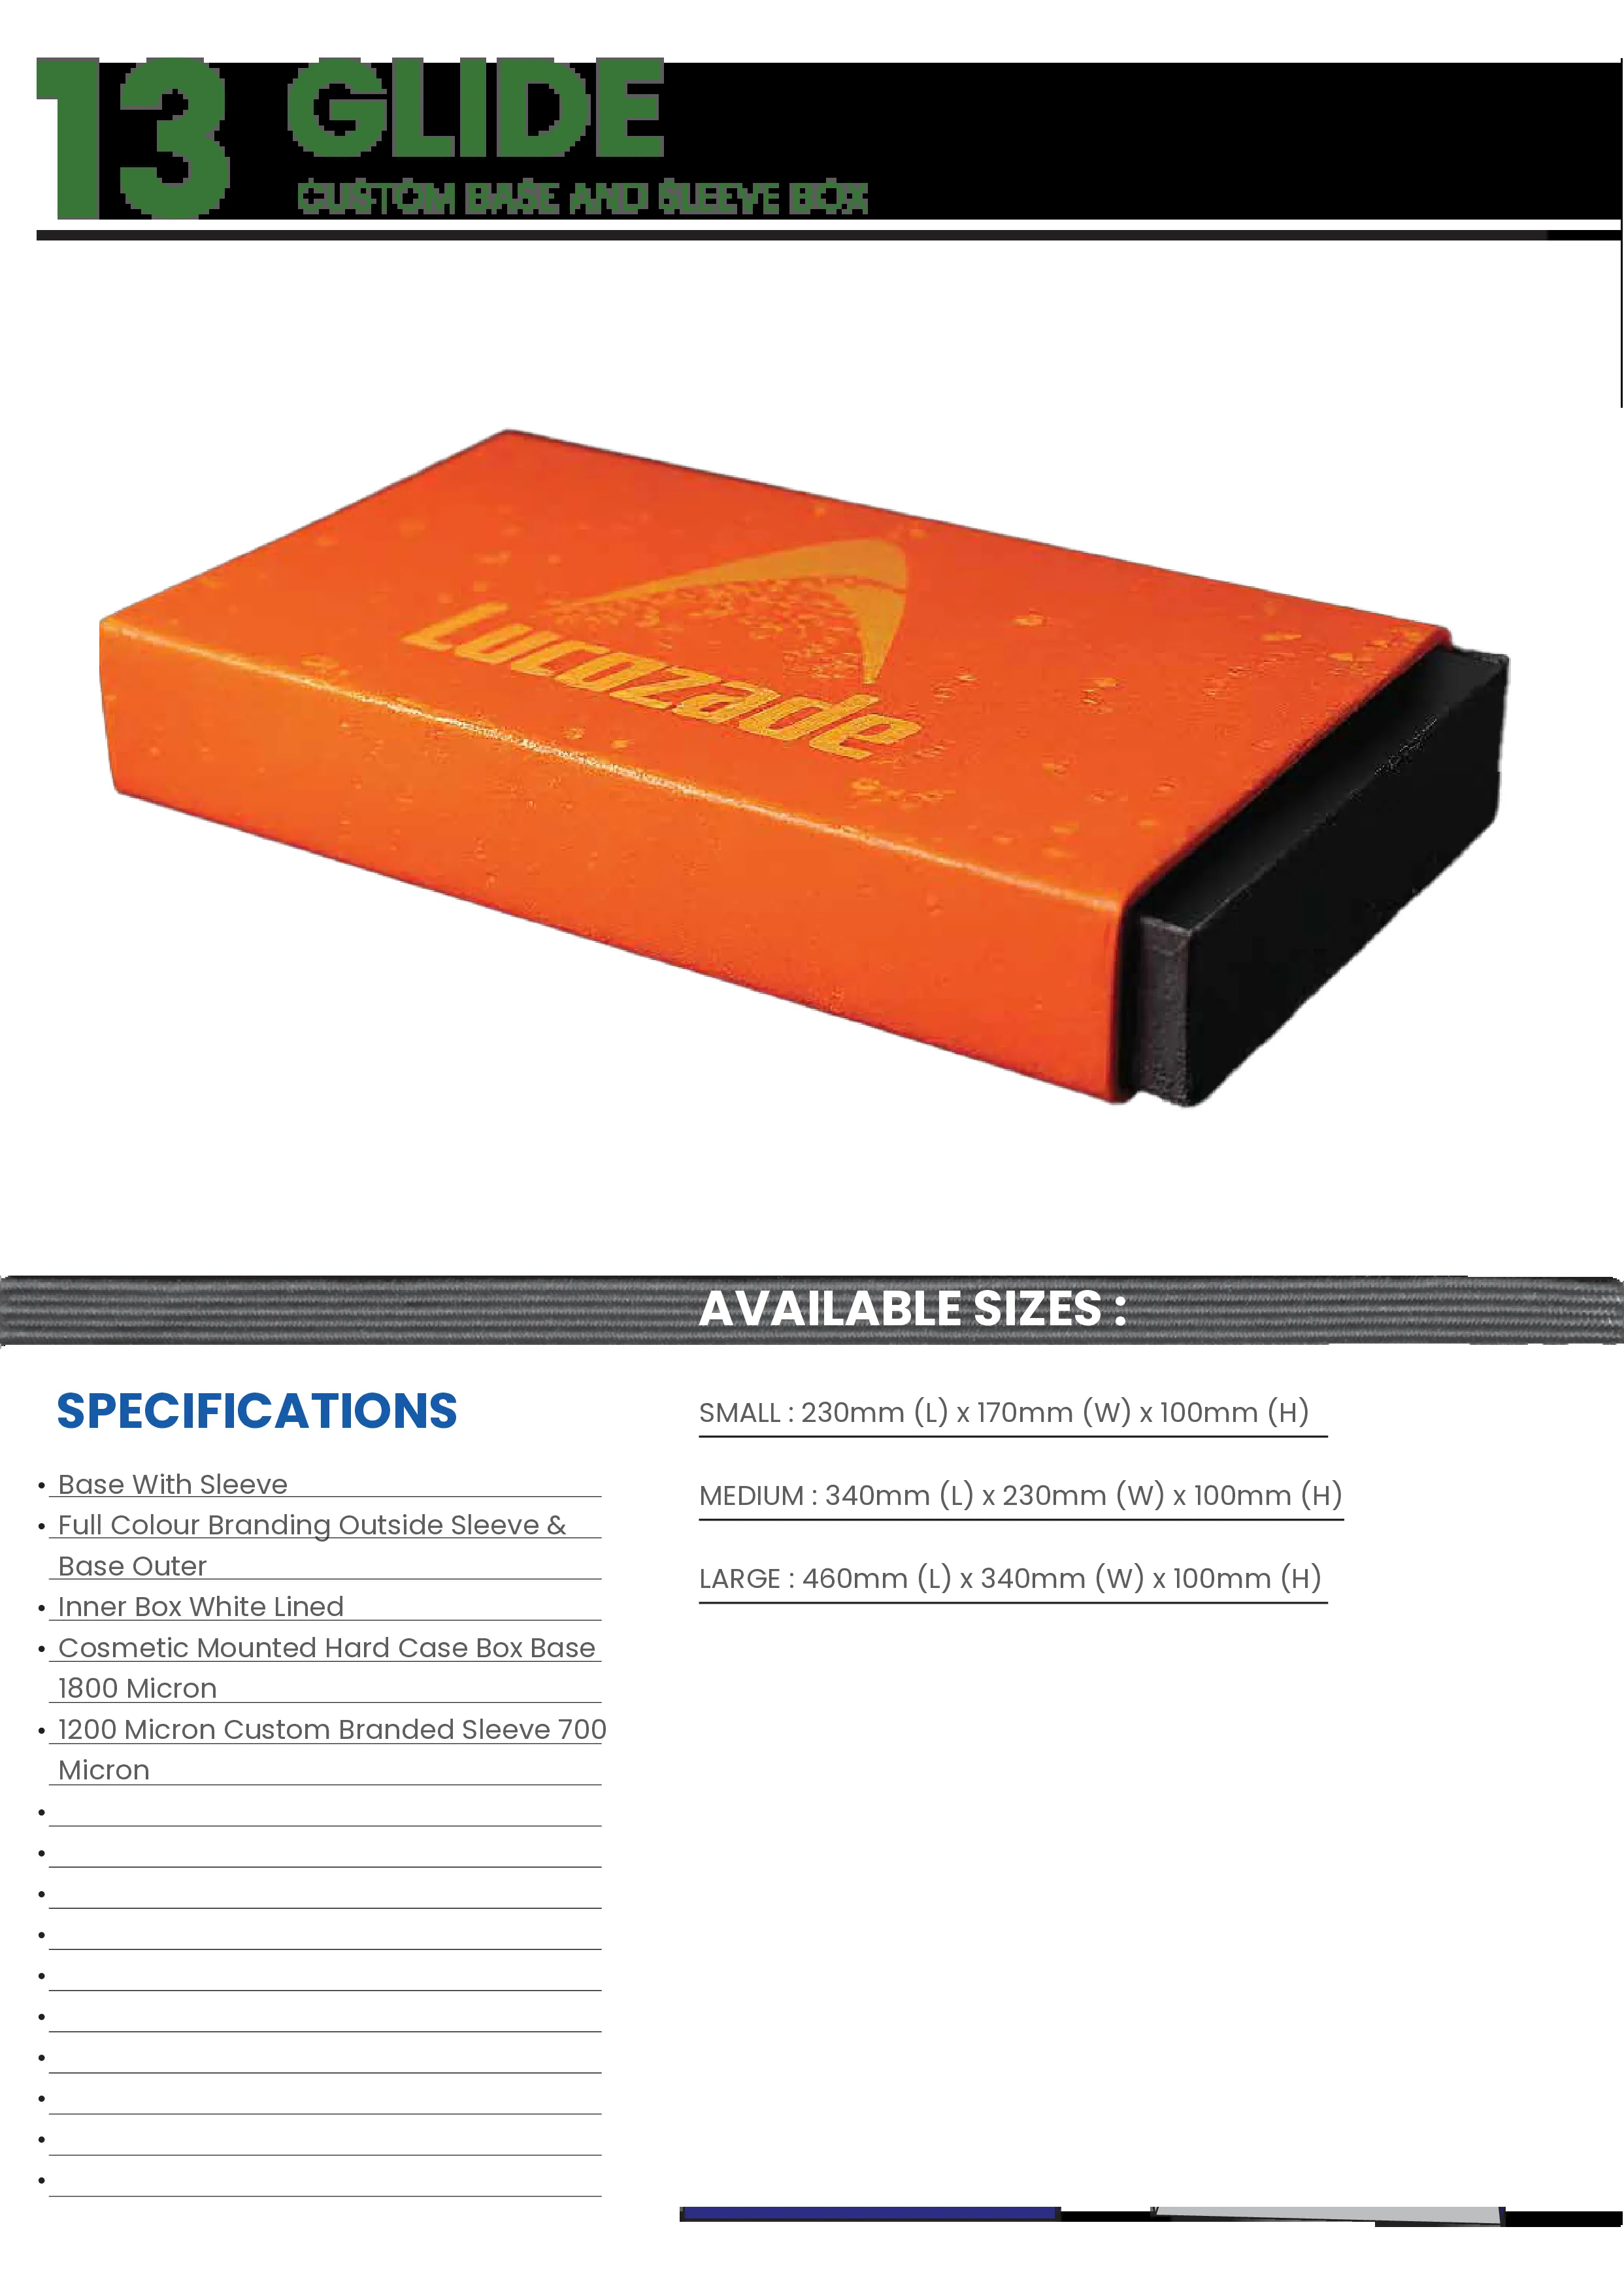 13 GLIDE
CUSTOM BASE AND SLEEVE BOX
Lucozade
AVAILABLE SIZES :
SPECIFICATIONS
• Base With Sleeve
• Full Colour Branding Outside Sleeve &
Base Outer
• Inner Box White Lined
• Cosmetic Mounted Hard Case Box Base
1800 Micron
• 1200 Micron Custom Branded Sleeve 700
Micron
SMALL : 230mm (L) x 170mm (W) x 100mm (H)
MEDIUM : 340mm (L) x 230mm (W) x 100mm (H)
LARGE : 460mm (L) x 340mm (W) x 100mm (H)